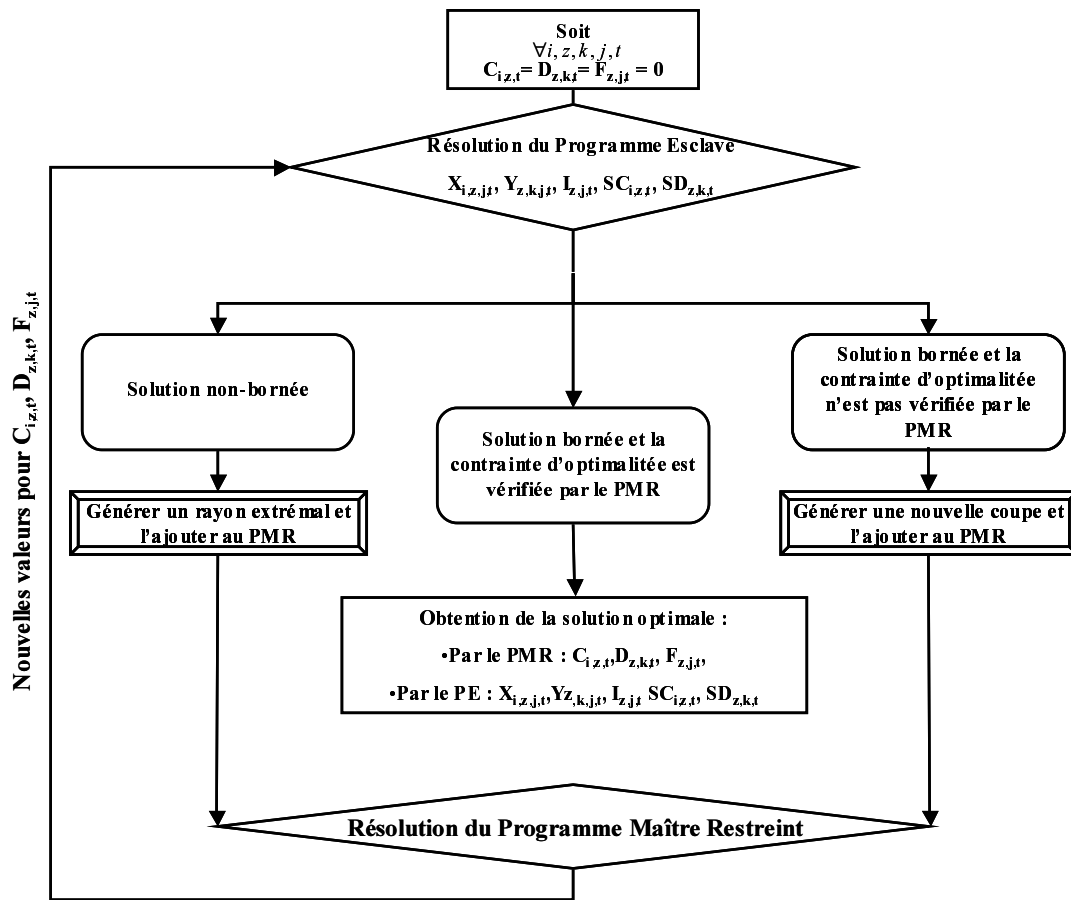 Soit
∀i, z, k, j, t
C_{i,z,t}= D_{z,k,t}= F_{z,j,t} = 0
Résolution du Programme Esclave
X_{i,z,j,t}, Y_{z,k,j,t}, I_{z,j,t}, SC_{i,z,t}, SD_{z,k,t}
Nouvelles valeurs pour C_{i,z,t}, D_{z,k,t}, F_{z,j,t}
Solution non-bornée
Générer un rayon extrémal et
l'ajouter au PMR
Solution bornée et la
contrainte d'optimalitée est
vérifiée par le PMR
Solution bornée et la
contrainte d'optimalitée
n'est pas vérifiée par le
PMR
Générer une nouvelle coupe et
l'ajouter au PMR
Obtention de la solution optimale :
•Par le PMR : C_{i,z,t},D_{z,k,t}, F_{z,j,t},
•Par le PE : X_{i,z,j,t},Yz_{,k,j,t}, I_{z,j,t} SC_{i,z,t}, SD_{z,k,t}
Résolution du Programme Maître Restreint